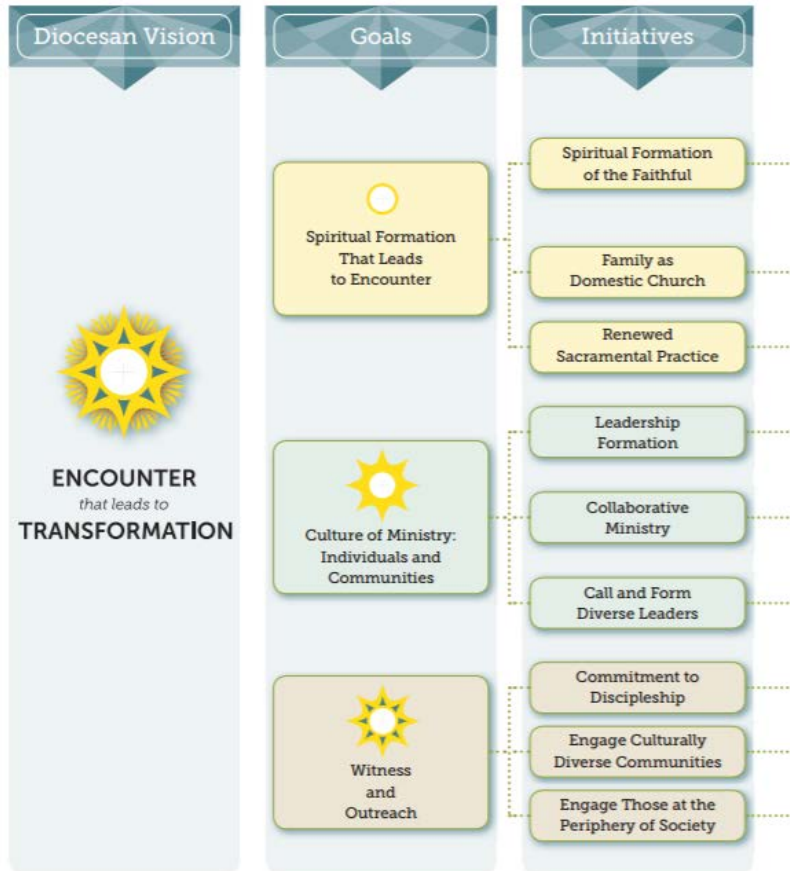 Diocesan Vision
ENCOUNTER
that leads to
TRANSFORMATION
Goals
Spiritual Formation
That Leads
to Encounter
Culture of Ministry:
Individuals and
Communities
Witness
and
Outreach
Initiatives
Spiritual Formation
of the Faithful
Family as
Domestic Church
Renewed
Sacramental Practice
Leadership
Formation
Collaborative
Ministry
Call and Form
Diverse Leaders
Commitment to
Discipleship
Engage Culturally
Diverse Communities
Engage Those at the
Periphery of Society